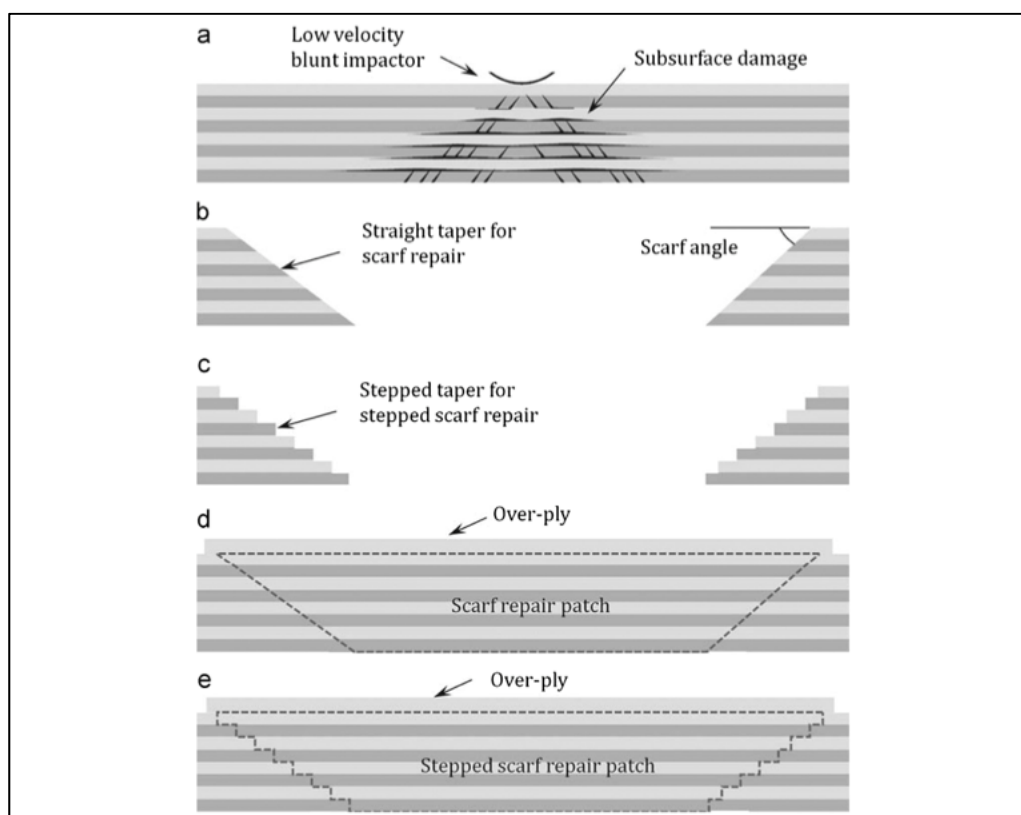 a
Low velocity
blunt impactor
Subsurface damage
b
Straight taper for
scarf repair
Scarf angle
c
Stepped taper for
stepped scarf repair
d
Over-ply
Scarf repair patch
e
Over-ply
Stepped scarf repair patch